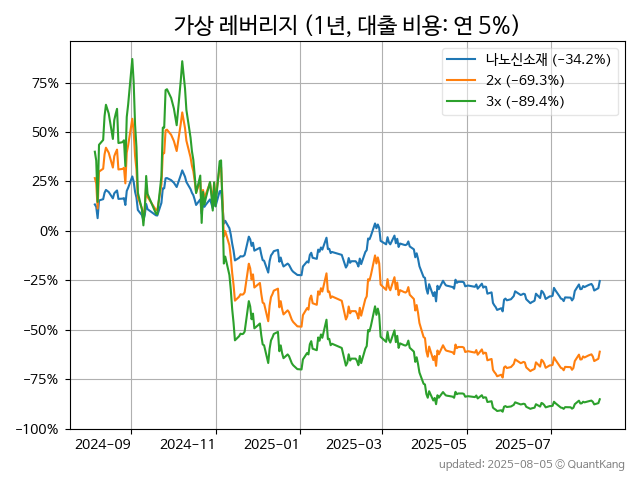 가상 레버리지 (1년, 대출 비용: 연 5%)
나노신소재 (−34.2%)
2x (−69.3%)
3x (−89.4%)
75%
50%
25%
0%
−25%
−50%
−75%
−100%
2024-09 2024-11 2025-01 2025-03 2025-05 2025-07
updated: 2025-08-05 © QuantKang